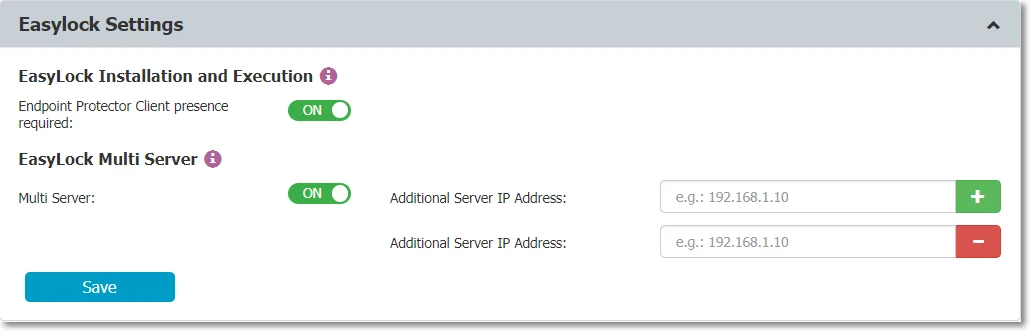 Easylock Settings
EasyLock Installation and Execution i
Endpoint Protector Client presence
required:
ON
EasyLock Multi Server i
Multi Server:
ON
Additional Server IP Address:
e.g.: 192.168.1.10
+
Additional Server IP Address:
e.g.: 192.168.1.10
−
Save